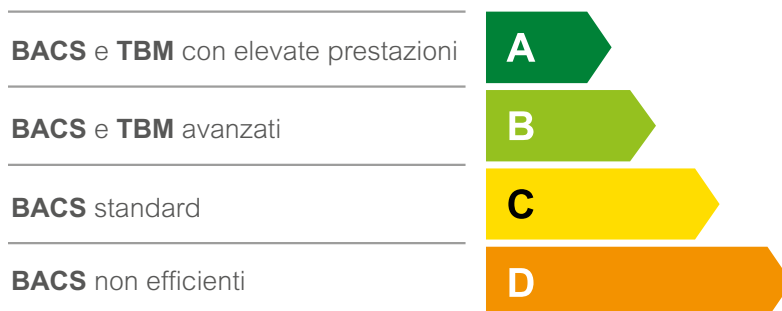 BACS e TBM con elevate prestazioni A
BACS e TBM avanzati B
BACS standard C
BACS non efficienti D